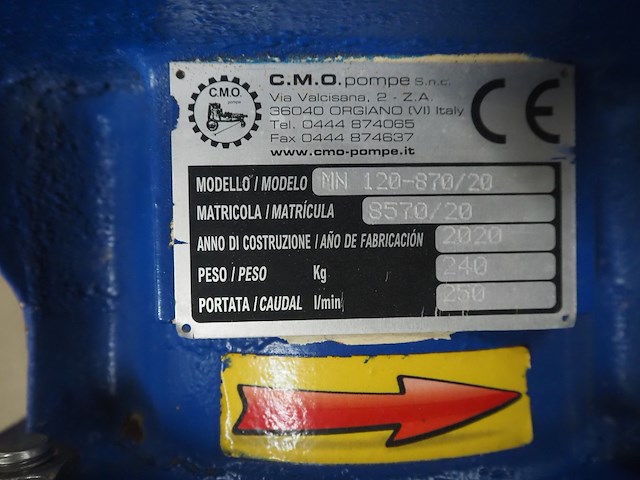 C.M.O.
pompe
C.M.O. pompe s.n.c.
Via Valcisana, 2 - Z.A.
36040 ORGIANO (VI) Italy
Tel. 0444 874065
Fax 0444 874637
www.cmo-pompe.it
CE
MODELLO / MODELO MN 120-870/20
MATRICOLA / MATRÍCULA 8570/20
ANNO DI COSTRUZIONE / AÑO DE FABRICACIÓN 2020
PESO / PESO Kg 240
PORTATA / CAUDAL l/min 250